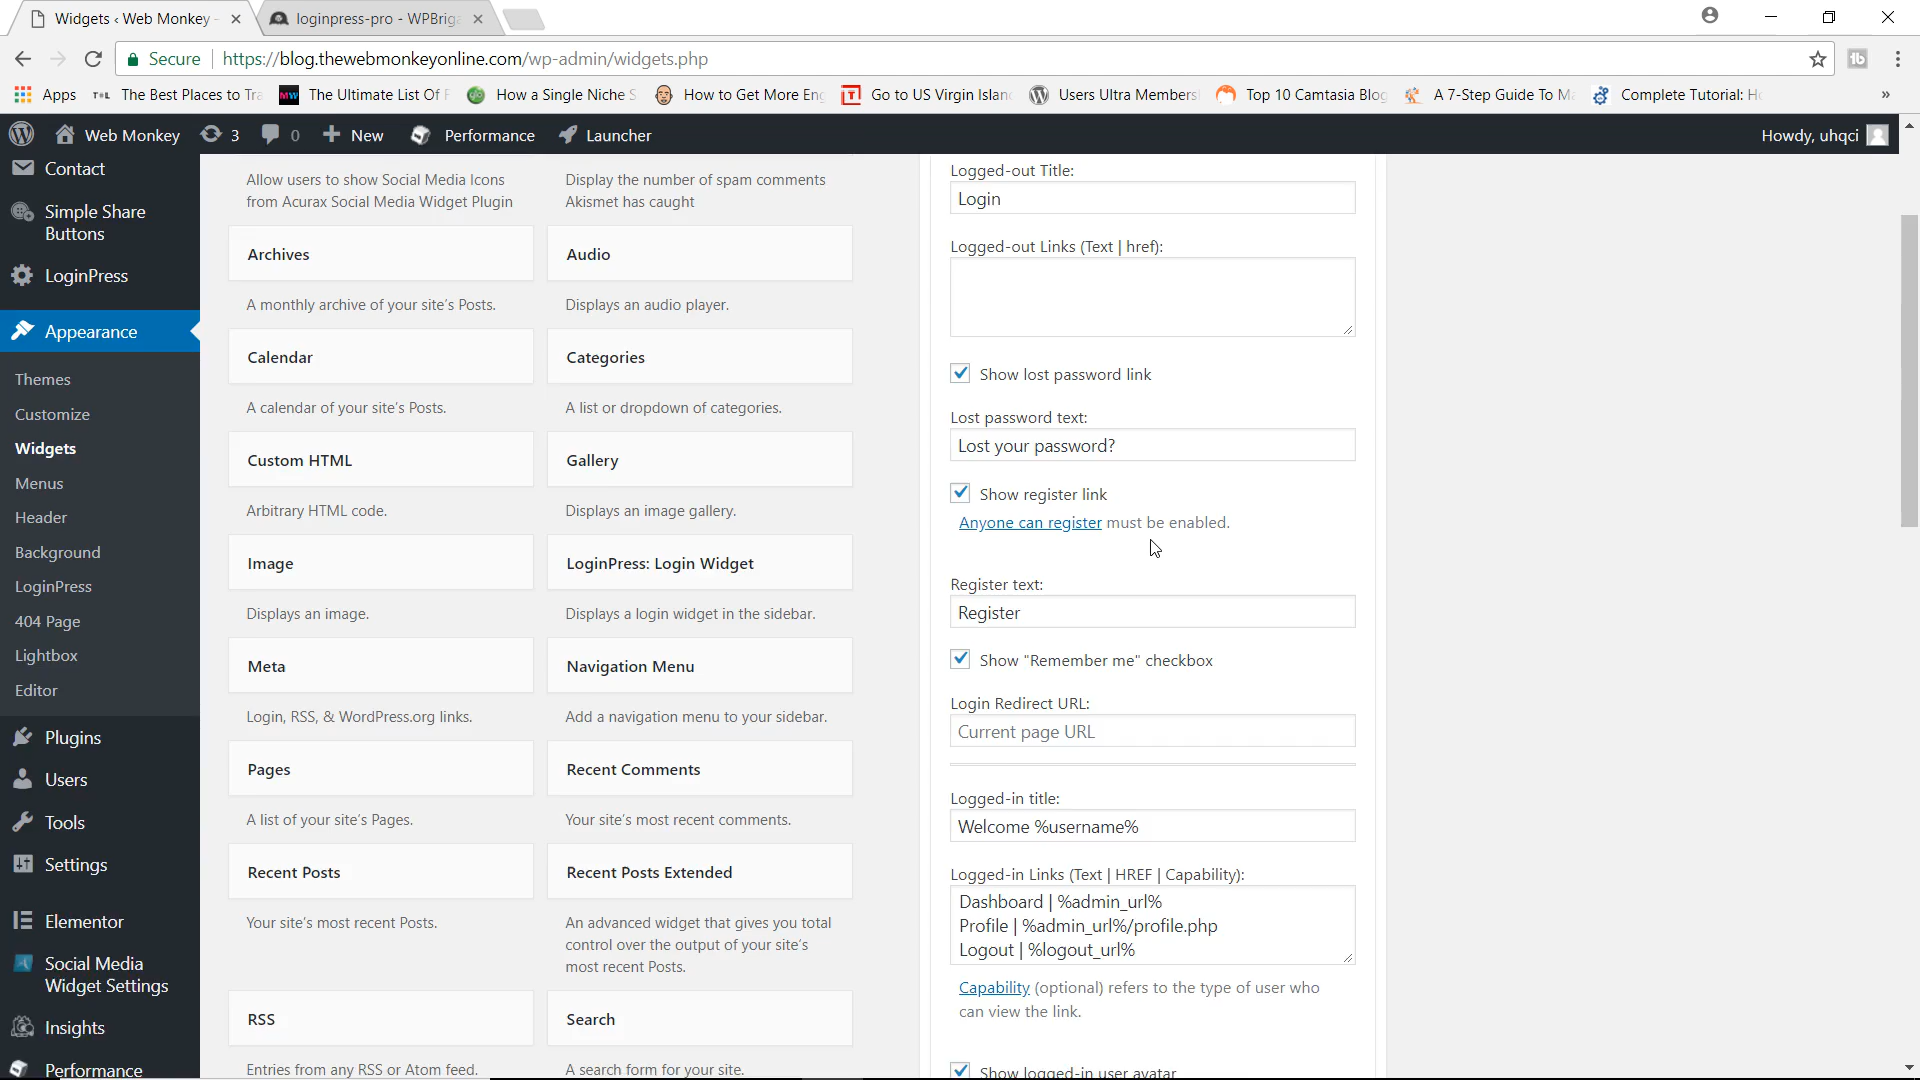 Widgets ‹ Web Monkey -
loginpress-pro - WPBrig
Secure
https://blog.thewebmonkeyonline.com/wp-admin/widgets.php
Apps
The Best Places to Tra
The Ultimate List Of
How a Single Niche S
How to Get More Eng
Go to US Virgin Islan
Users Ultra Members
Top 10 Camtasia Blog
A 7-Step Guide To Ma
Complete Tutorial: Ho
»
Web Monkey
3
0
New
Performance
Launcher
Howdy, uhqci
Contact
Simple Share
Buttons
LoginPress
Appearance
Themes
Customize
Widgets
Menus
Header
Background
LoginPress
404 Page
Lightbox
Editor
Plugins
Users
Tools
Settings
Elementor
Social Media
Widget Settings
Insights
Performance
Allow users to show Social Media Icons
from Acurax Social Media Widget Plugin
Display the number of spam comments
Akismet has caught
Archives
Audio
A monthly archive of your site's Posts.
Displays an audio player.
Calendar
Categories
A calendar of your site's Posts.
A list or dropdown of categories.
Custom HTML
Gallery
Arbitrary HTML code.
Displays an image gallery.
Image
LoginPress: Login Widget
Displays an image.
Displays a login widget in the sidebar.
Meta
Navigation Menu
Login, RSS, & WordPress.org links.
Add a navigation menu to your sidebar.
Pages
Recent Comments
A list of your site's Pages.
Your site's most recent comments.
Recent Posts
Recent Posts Extended
Your site's most recent Posts.
An advanced widget that gives you total
control over the output of your site's
most recent Posts.
RSS
Search
Entries from any RSS or Atom feed.
A search form for your site.
Logged-out Title:
Login
Logged-out Links (Text | href):
Show lost password link
Lost password text:
Lost your password?
Show register link
Anyone can register must be enabled.
Register text:
Register
Show "Remember me" checkbox
Login Redirect URL:
Current page URL
Logged-in title:
Welcome %username%
Logged-in Links (Text | HREF | Capability):
Dashboard | %admin_url%
Profile | %admin_url%/profile.php
Logout | %logout_url%
Capability (optional) refers to the type of user who
can view the link.
Show logged-in user avatar